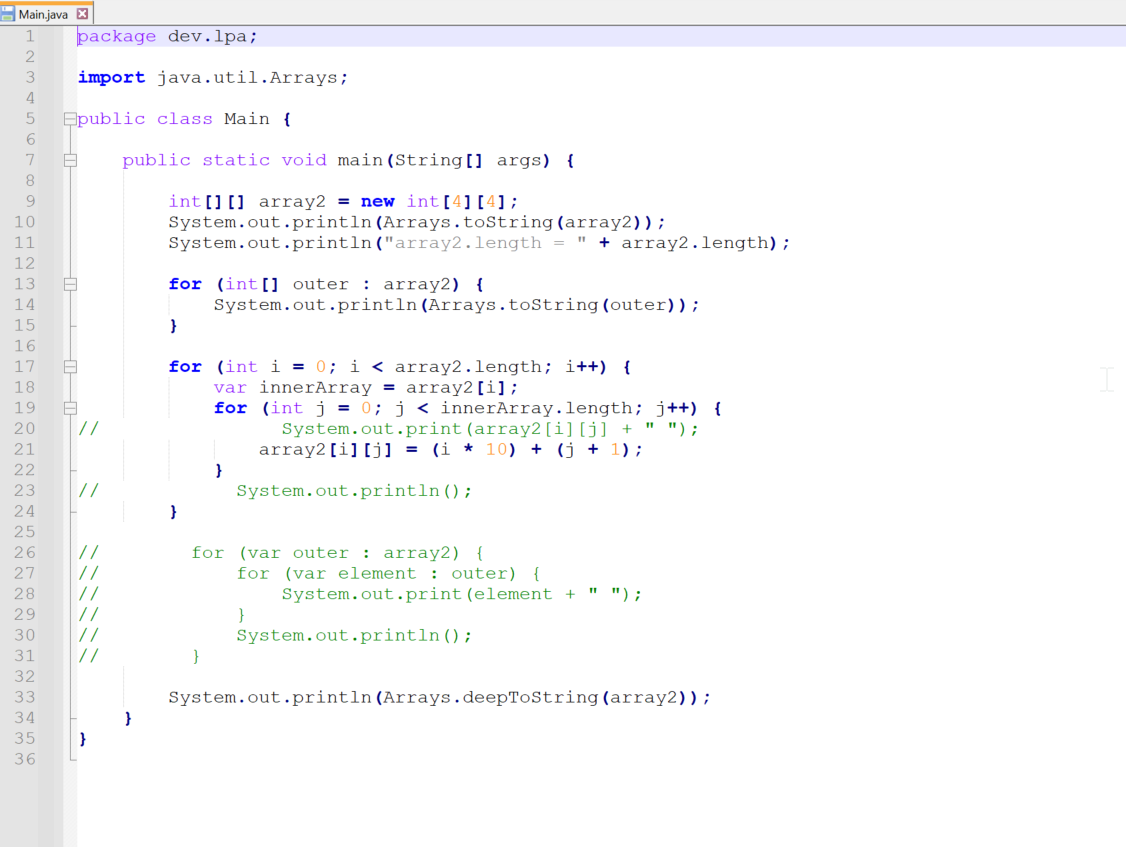 Main.java
1 package dev.lpa;
2
3 import java.util.Arrays;
4
5 public class Main {
6
7     public static void main(String[] args) {
8
9         int[][] array2 = new int[4][4];
10         System.out.println(Arrays.toString(array2));
11         System.out.println("array2.length = " + array2.length);
12
13         for (int[] outer : array2) {
14             System.out.println(Arrays.toString(outer));
15         }
16
17         for (int i = 0; i < array2.length; i++) {
18             var innerArray = array2[i];
19             for (int j = 0; j < innerArray.length; j++) {
20 //                System.out.print(array2[i][j] + " ");
21                 array2[i][j] = (i * 10) + (j + 1);
22             }
23 //            System.out.println();
24         }
25
26 //        for (var outer : array2) {
27 //            for (var element : outer) {
28 //                System.out.print(element + " ");
29 //            }
30 //            System.out.println();
31 //        }
32
33         System.out.println(Arrays.deepToString(array2));
34     }
35 }
36